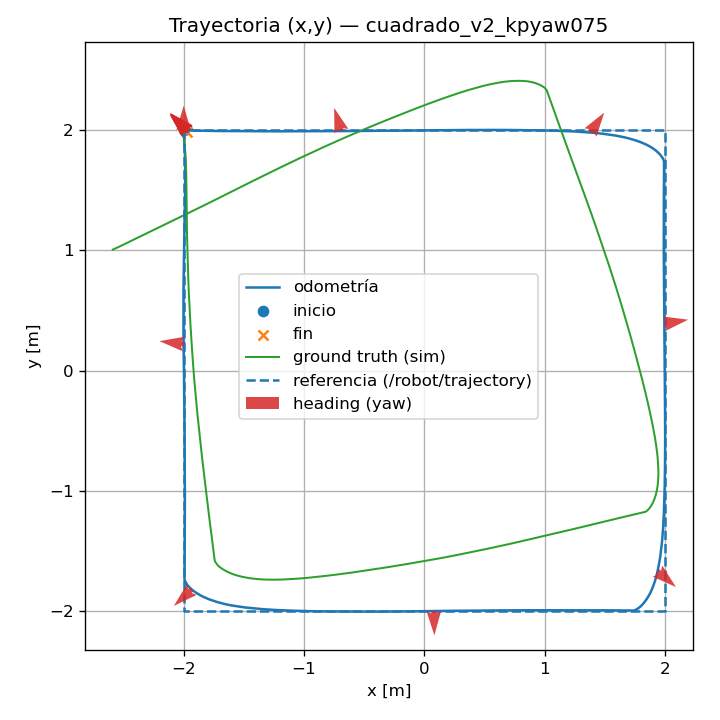 Trayectoria (x,y) — cuadrado_v2_kpyaw075
y [m]
2
1
0
−1
−2
odometría
inicio
fin
ground truth (sim)
referencia (/robot/trajectory)
heading (yaw)
−2 −1 0 1 2
x [m]